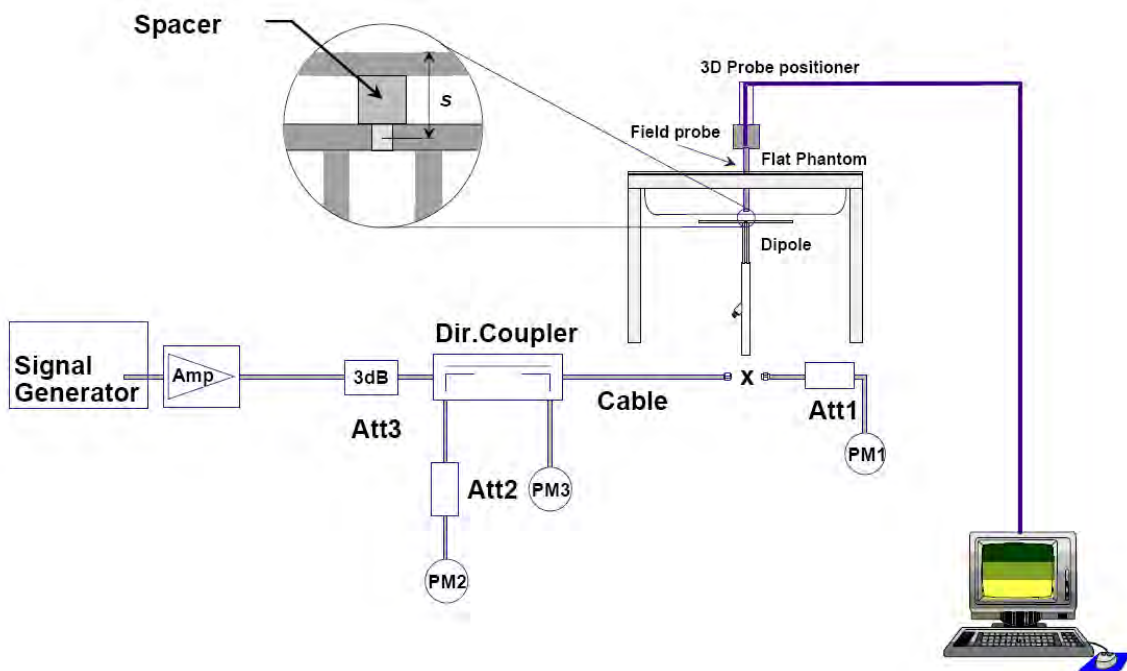 Spacer
s
3D Probe positioner
Field probe
Flat Phantom
Dipole
Signal
Generator
Amp
3dB
Att3
Dir.Coupler
Cable
x
Att1
PM1
Att2
PM3
PM2